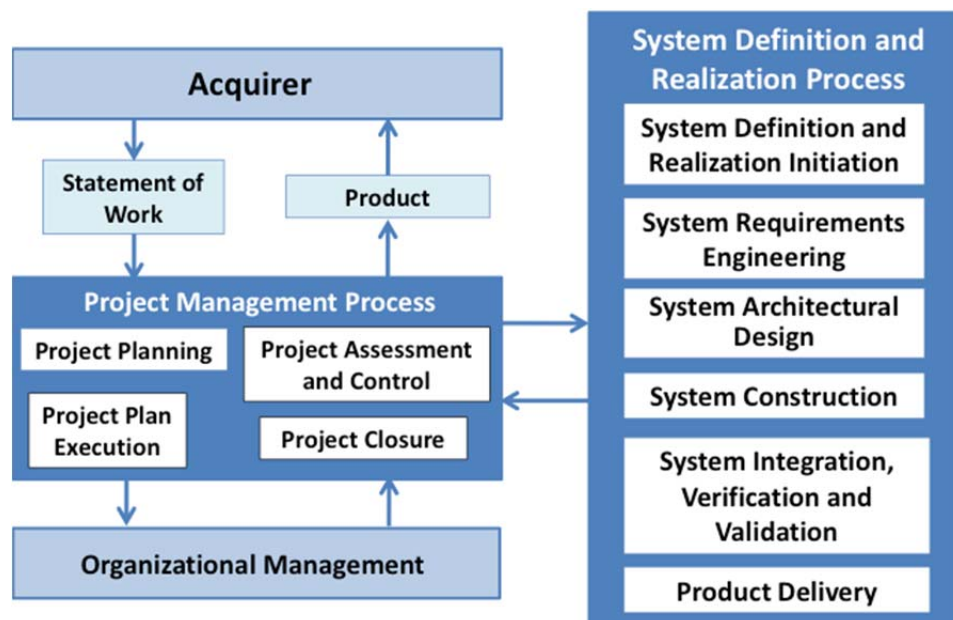 Acquirer
Statement of
Work
Product
Project Management Process
Project Planning
Project Assessment
and Control
Project Plan
Execution
Project Closure
Organizational Management
System Definition and
Realization Process
System Definition and
Realization Initiation
System Requirements
Engineering
System Architectural
Design
System Construction
System Integration,
Verification and
Validation
Product Delivery